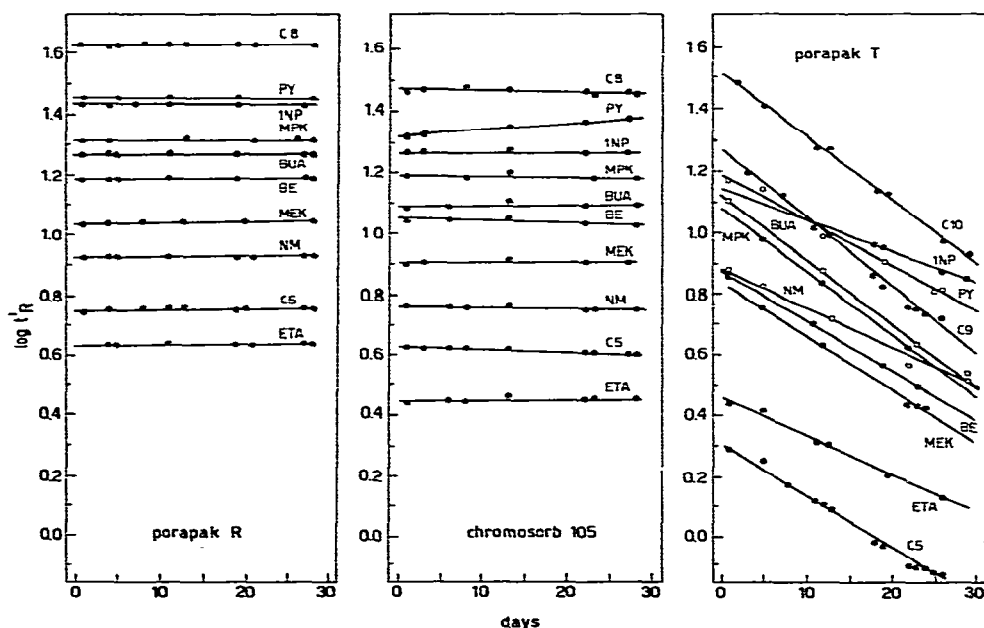 log t'R
1.6
1.4
1.2
1.0
0.8
0.6
0.4
0.2
0.0
C8
PY
1NP
MPK
BUA
BE
MEK
NM
C5
ETA
porapak R
0 10 20 30
1.6
1.4
1.2
1.0
0.8
0.6
0.4
0.2
0.0
C8
PY
1NP
MPK
BUA
BE
MEK
NM
C5
ETA
chromosorb 105
0 10 20 30
days
1.6
1.4
1.2
1.0
0.8
0.6
0.4
0.2
0.0
porapak T
C10
1NP
PY
BUA
MPK
NM
C9
BE
MEK
ETA
C5
0 10 20 30